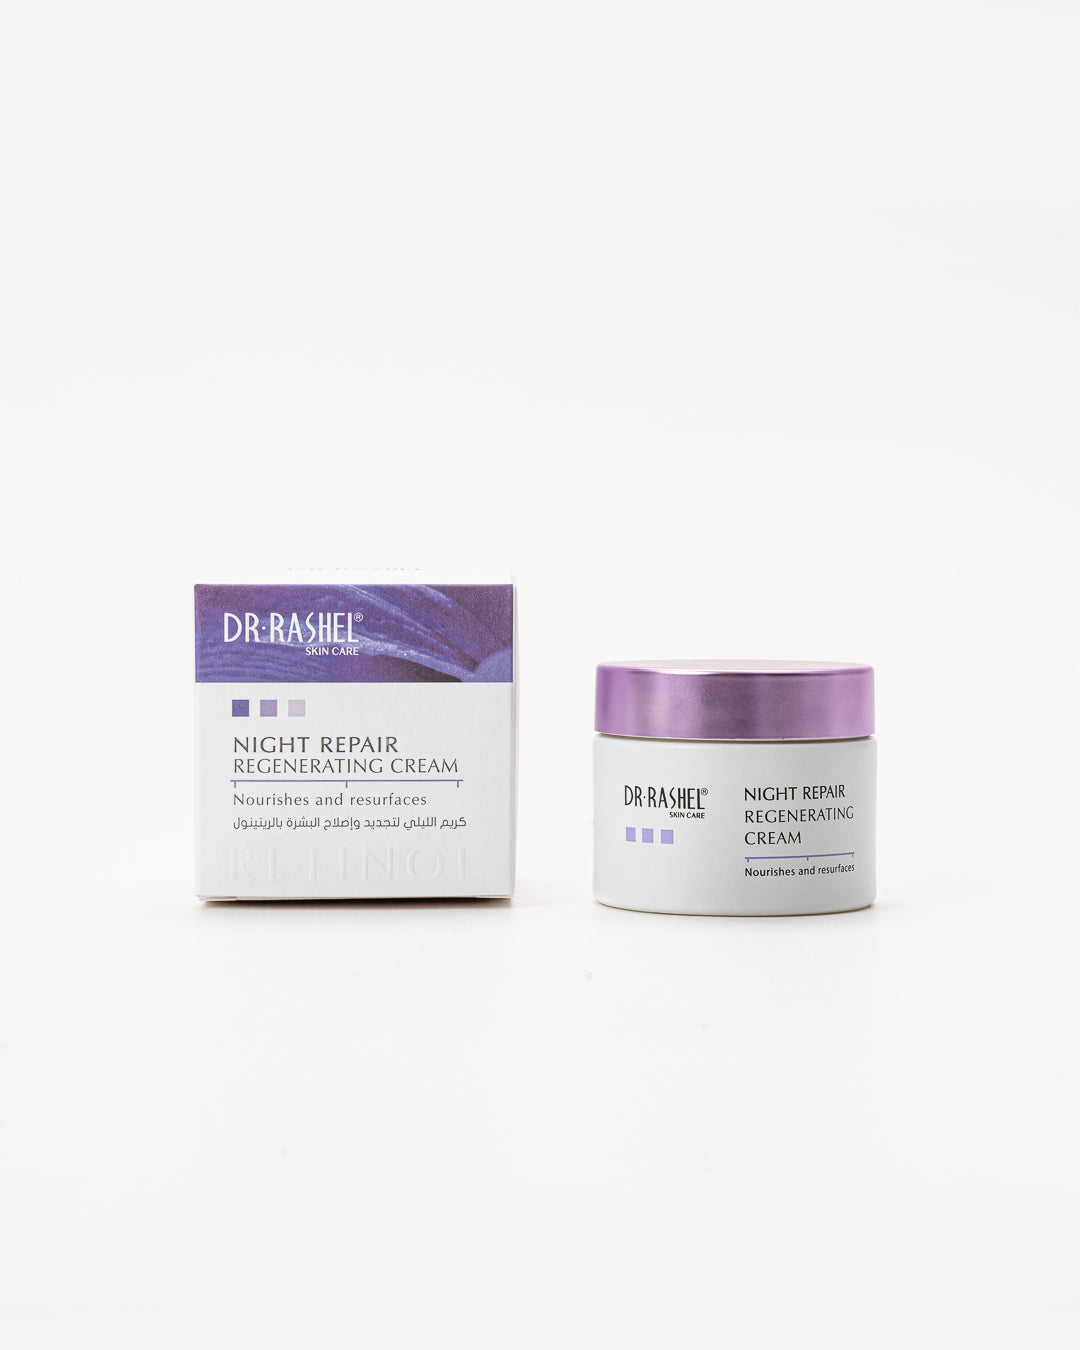 DR·RASHEL®
SKIN CARE
NIGHT REPAIR
REGENERATING CREAM
Nourishes and resurfaces
كريم الليلي لتجديد وإصلاح البشرة بالريتينول
RETINOL
DR·RASHEL®
SKIN CARE
NIGHT REPAIR
REGENERATING
CREAM
Nourishes and resurfaces